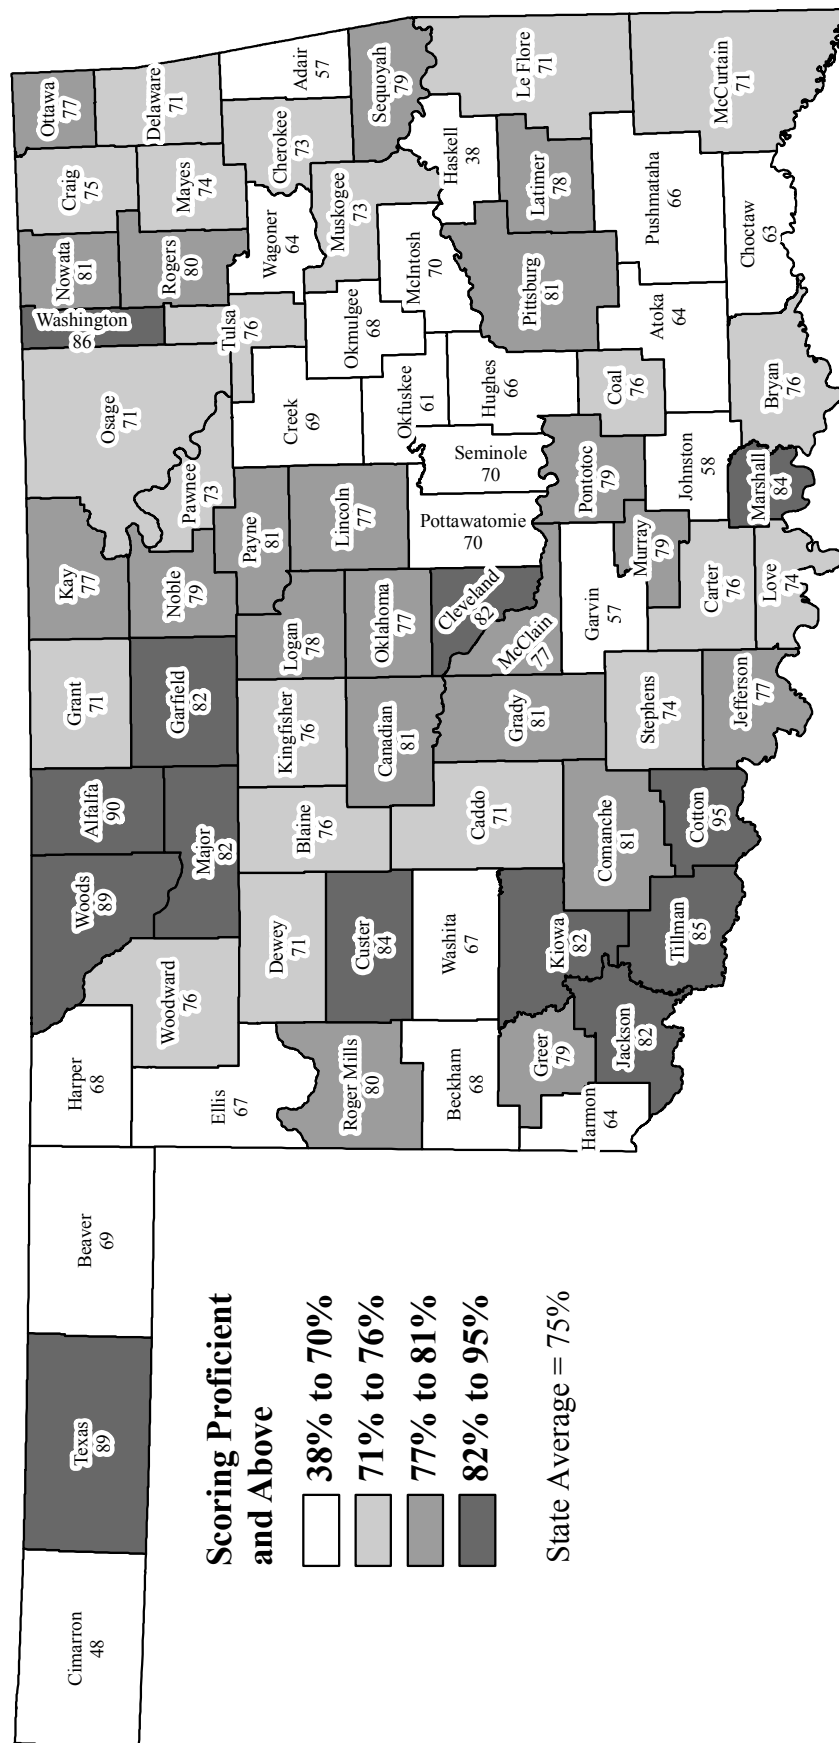 Cimarron
48
Texas
89
Beaver
69
Harper
68
Woods
89
Alfalfa
90
Grant
71
Kay
77
Osage
71
Washington
86
Nowata
81
Craig
75
Ottawa
77
Delaware
71
Ellis
67
Woodward
76
Major
82
Garfield
82
Noble
79
Pawnee
73
Tulsa
76
Rogers
80
Mayes
74
Roger Mills
80
Dewey
71
Blaine
76
Kingfisher
76
Logan
78
Payne
81
Creek
69
Wagoner
64
Cherokee
73
Adair
57
Custer
84
Canadian
81
Oklahoma
77
Lincoln
77
Okfuskee
61
Okmulgee
68
Muskogee
73
Sequoyah
79
Beckham
68
Washita
67
Caddo
71
Grady
81
Cleveland
82
McClain
77
Pottawatomie
70
Seminole
70
Hughes
66
McIntosh
70
Haskell
38
Le Flore
71
Harmon
64
Greer
79
Kiowa
82
Comanche
81
Stephens
74
Garvin
57
Pontotoc
79
Coal
76
Pittsburg
81
Latimer
78
Jackson
82
Tillman
85
Cotton
95
Jefferson
77
Carter
76
Murray
79
Johnston
58
Atoka
64
Pushmataha
66
McCurtain
71
Love
74
Marshall
84
Bryan
76
Choctaw
63
Scoring Proficient
and Above
38% to 70%
71% to 76%
77% to 81%
82% to 95%
State Average = 75%